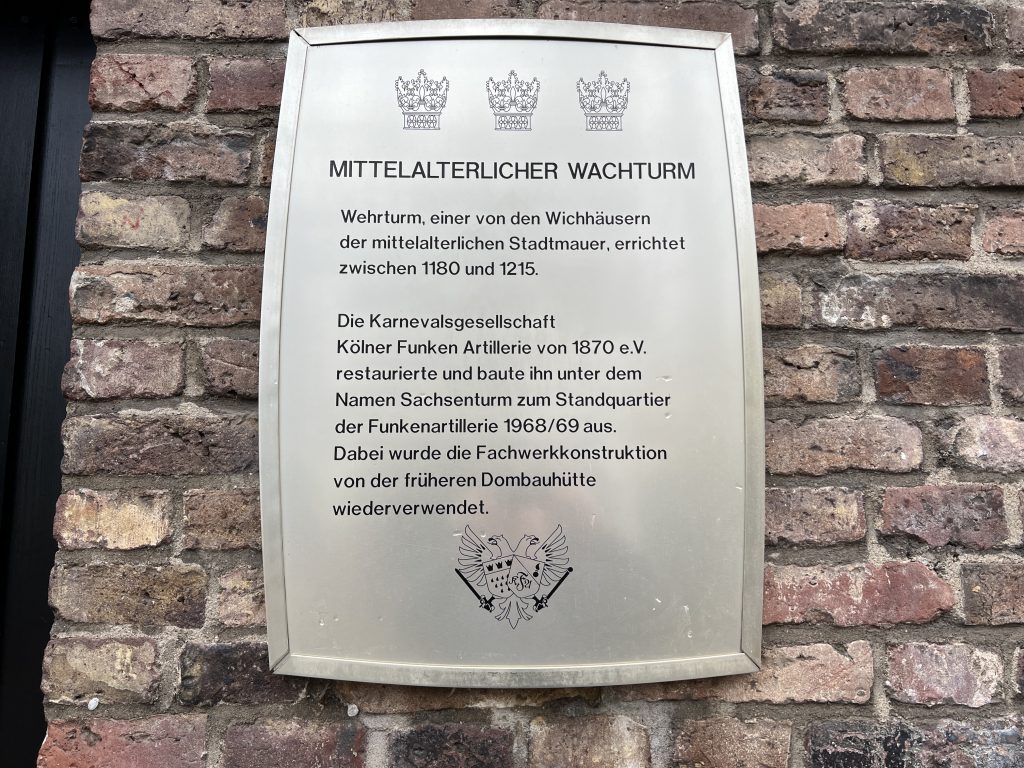 MITTELALTERLICHER WACHTURM
Wehrturm, einer von den Wichhäusern
der mittelalterlichen Stadtmauer, errichtet
zwischen 1180 und 1215.
Die Karnevalsgesellschaft
Kölner Funken Artillerie von 1870 e.V.
restaurierte und baute ihn unter dem
Namen Sachsenturm zum Standquartier
der Funkenartillerie 1968/69 aus.
Dabei wurde die Fachwerkkonstruktion
von der früheren Dombauhütte
wiederverwendet.